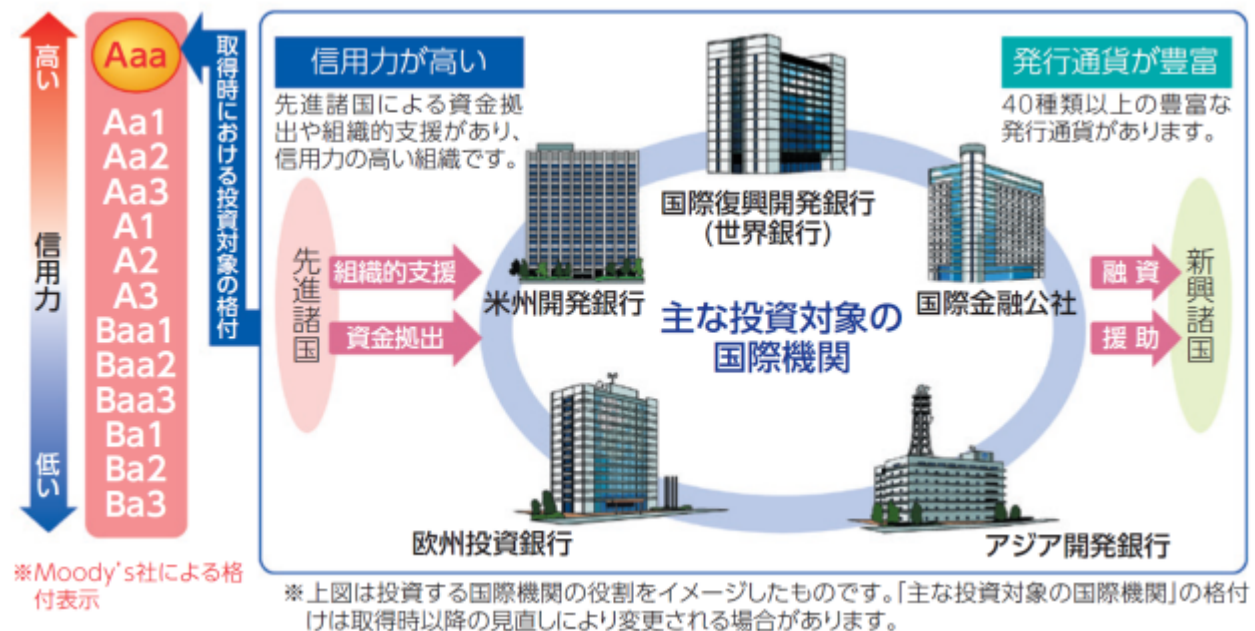 高い
信用力
低い
Aaa
Aa1
Aa2
Aa3
A1
A2
A3
Baa1
Baa2
Baa3
Ba1
Ba2
Ba3
※Moody's社による格
付表示
取得時における投資対象の格付
信用力が高い
先進諸国による資金拠
出や組織的支援があり、
信用力の高い組織です。
発行通貨が豊富
40種類以上の豊富な
発行通貨があります。
先進諸国
組織的支援
資金拠出
米州開発銀行
国際復興開発銀行
(世界銀行)
国際金融公社
主な投資対象の
国際機関
融資
援助
新興諸国
欧州投資銀行
アジア開発銀行
※上図は投資する国際機関の役割をイメージしたものです。「主な投資対象の国際機関」の格付
けは取得時以降の見直しにより変更される場合があります。